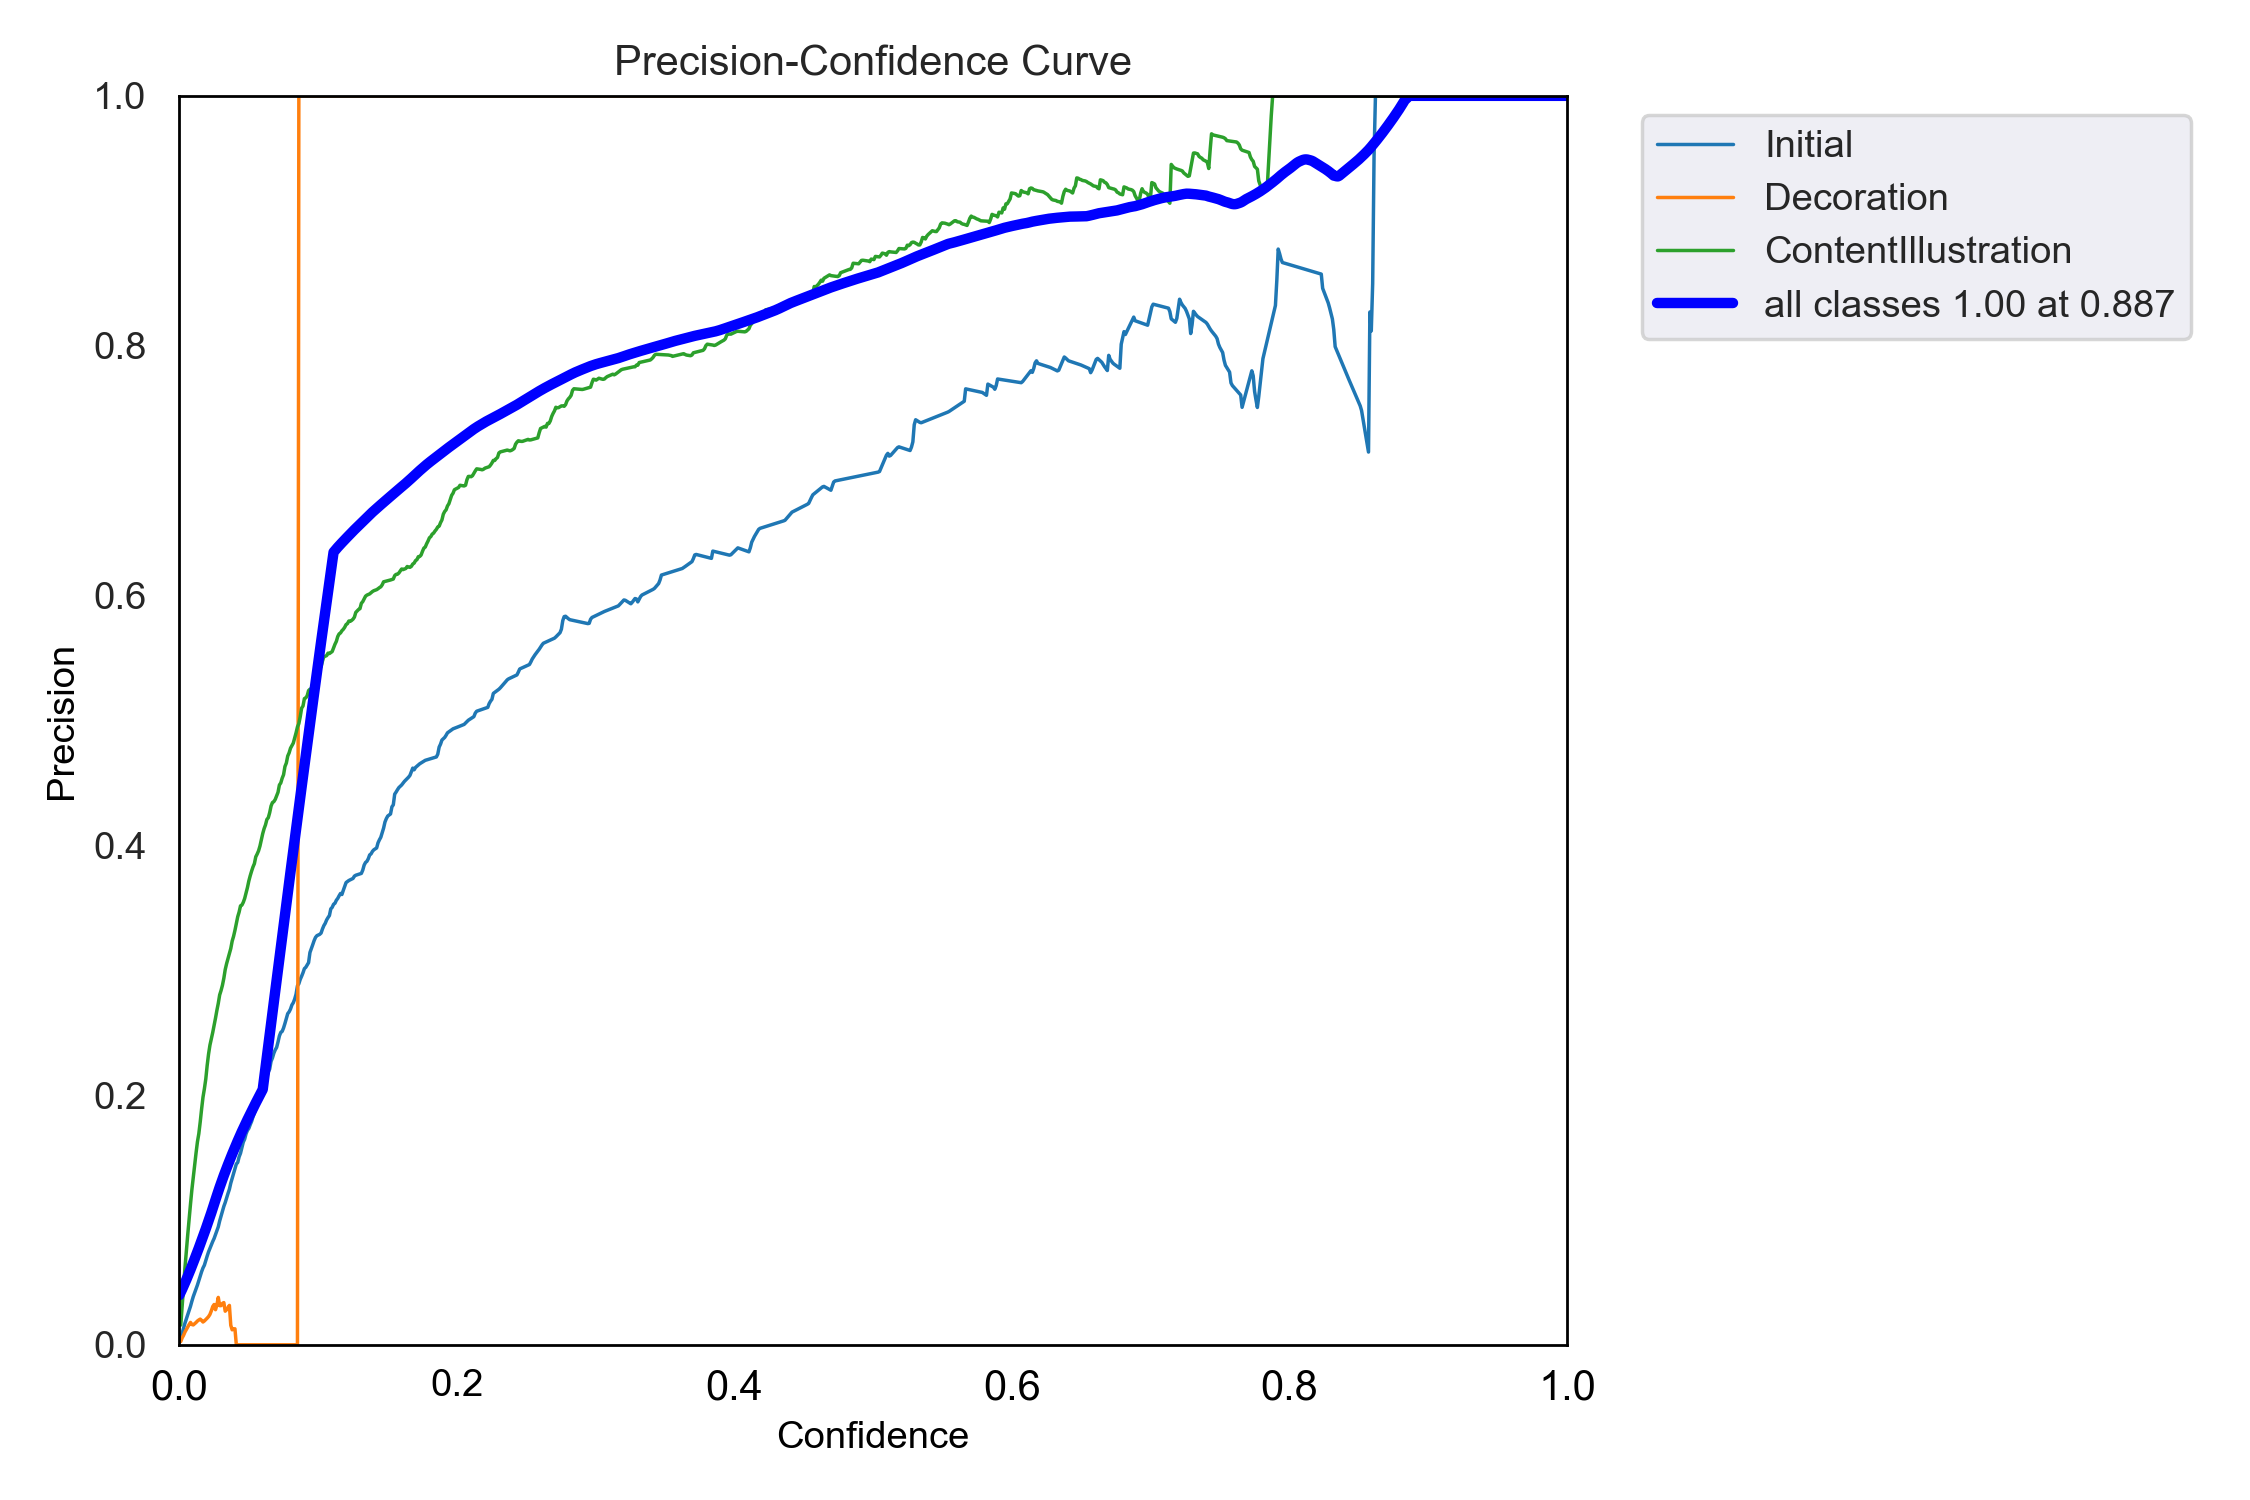 Precision-Confidence Curve
1.0
0.8
0.6
0.4
0.2
0.0
Precision
0.0 0.2 0.4 0.6 0.8 1.0
Confidence
Initial
Decoration
ContentIllustration
all classes 1.00 at 0.887